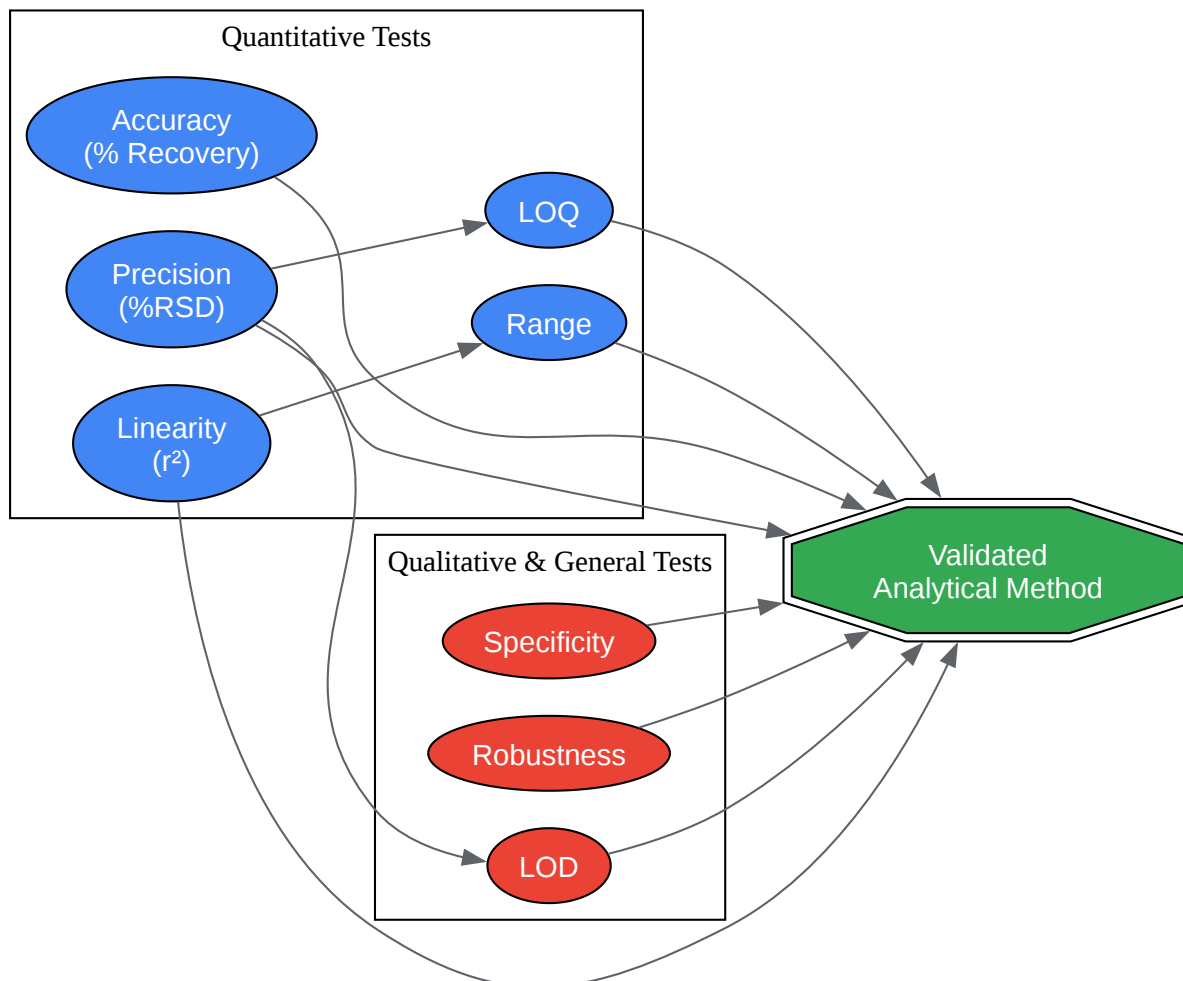 Quantitative Tests
Accuracy
(% Recovery)
LOQ
Precision
(%RSD)
Range
Linearity
(r²)
Qualitative & General Tests
Validated
Analytical Method
Specificity
Robustness
LOD